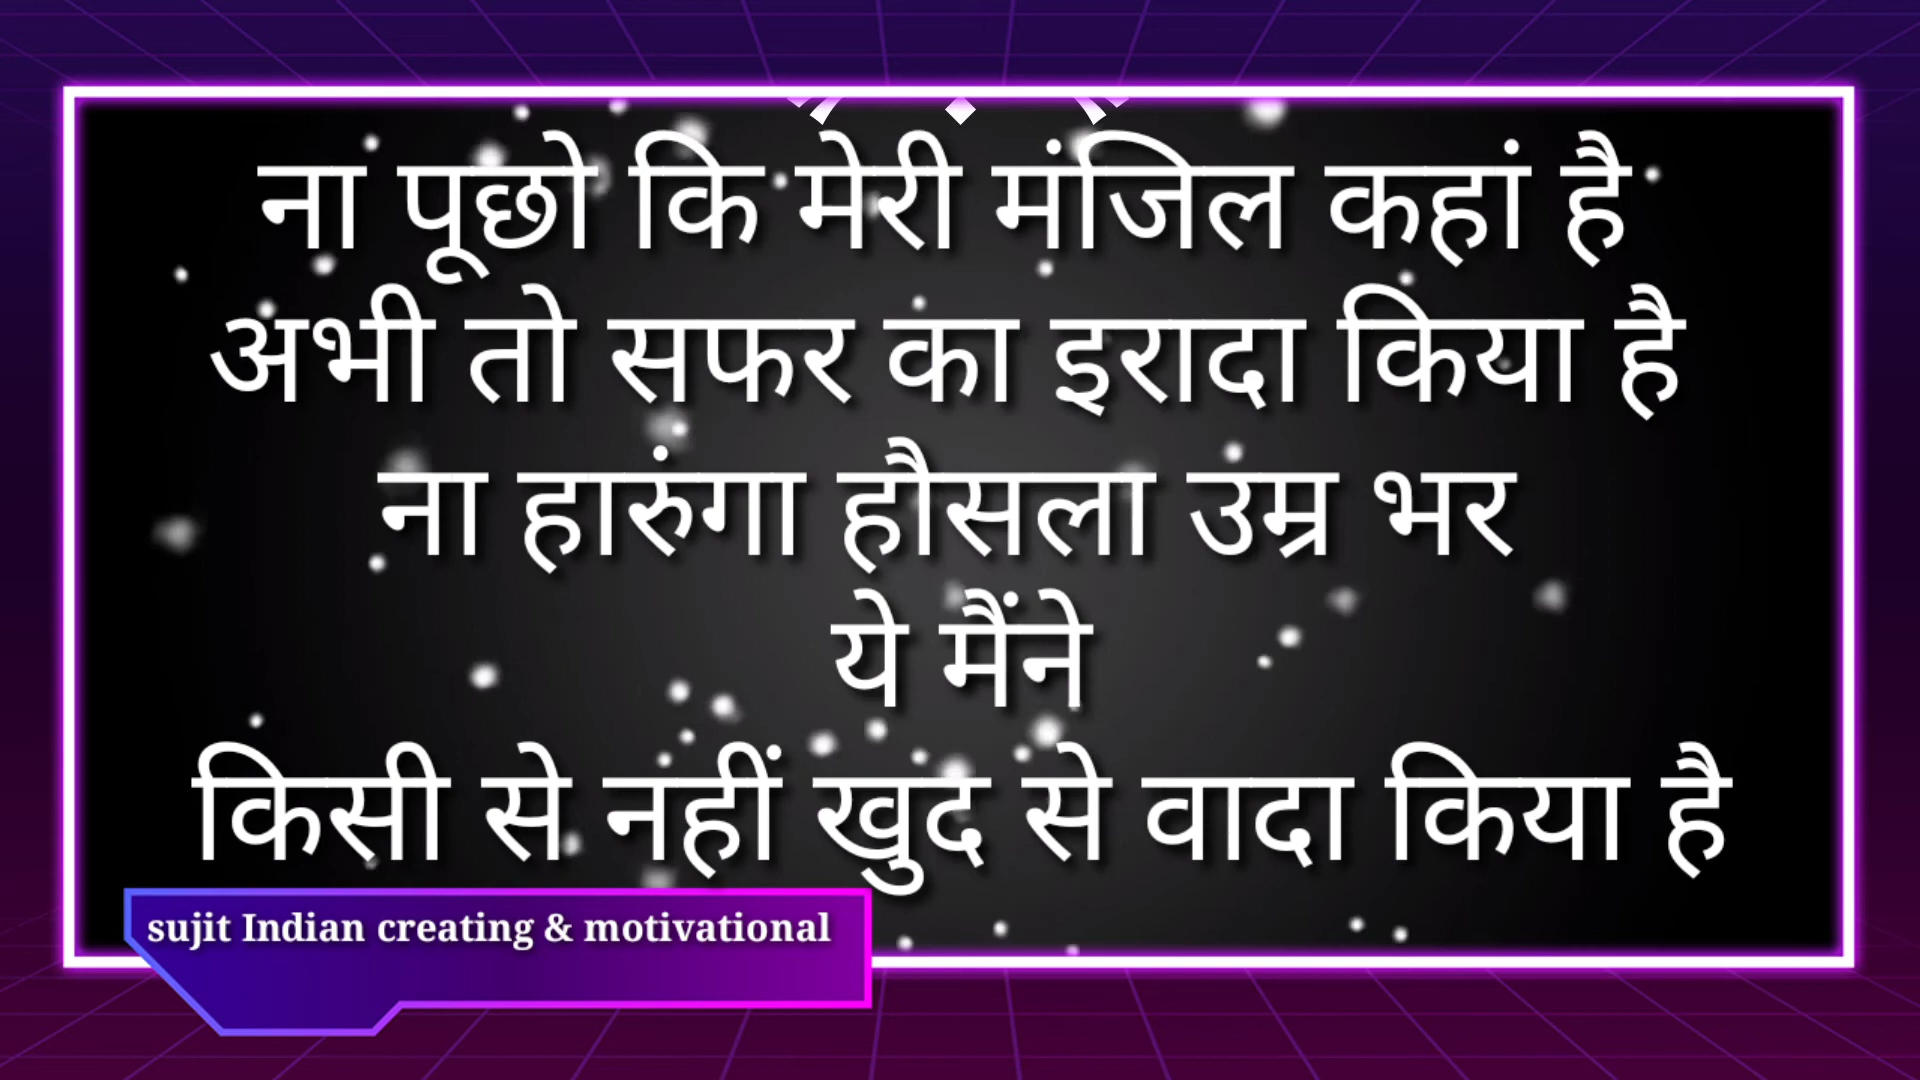 ना पूछो कि मेरी मंजिल कहां है
अभी तो सफर का इरादा किया है
ना हारुंगा हौसला उम्र भर
ये मैंने
किसी से नहीं खुद से वादा किया है
sujit Indian creating & motivational